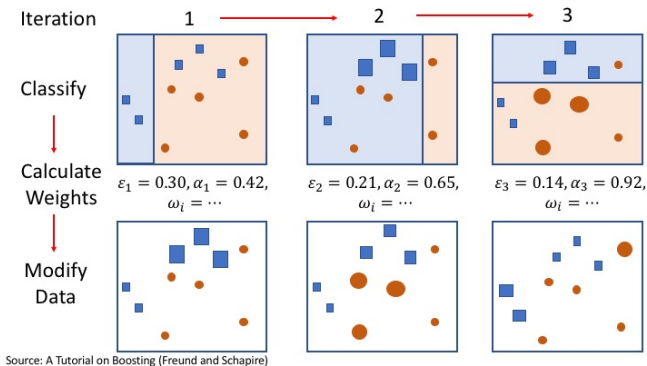 Iteration 1 2 3
Classify
Calculate
Weights
ε₁ = 0.30, α₁ = 0.42,
ωᵢ = ⋯
ε₂ = 0.21, α₂ = 0.65,
ωᵢ = ⋯
ε₃ = 0.14, α₃ = 0.92,
ωᵢ = ⋯
Modify
Data
Source: A Tutorial on Boosting (Freund and Schapire)